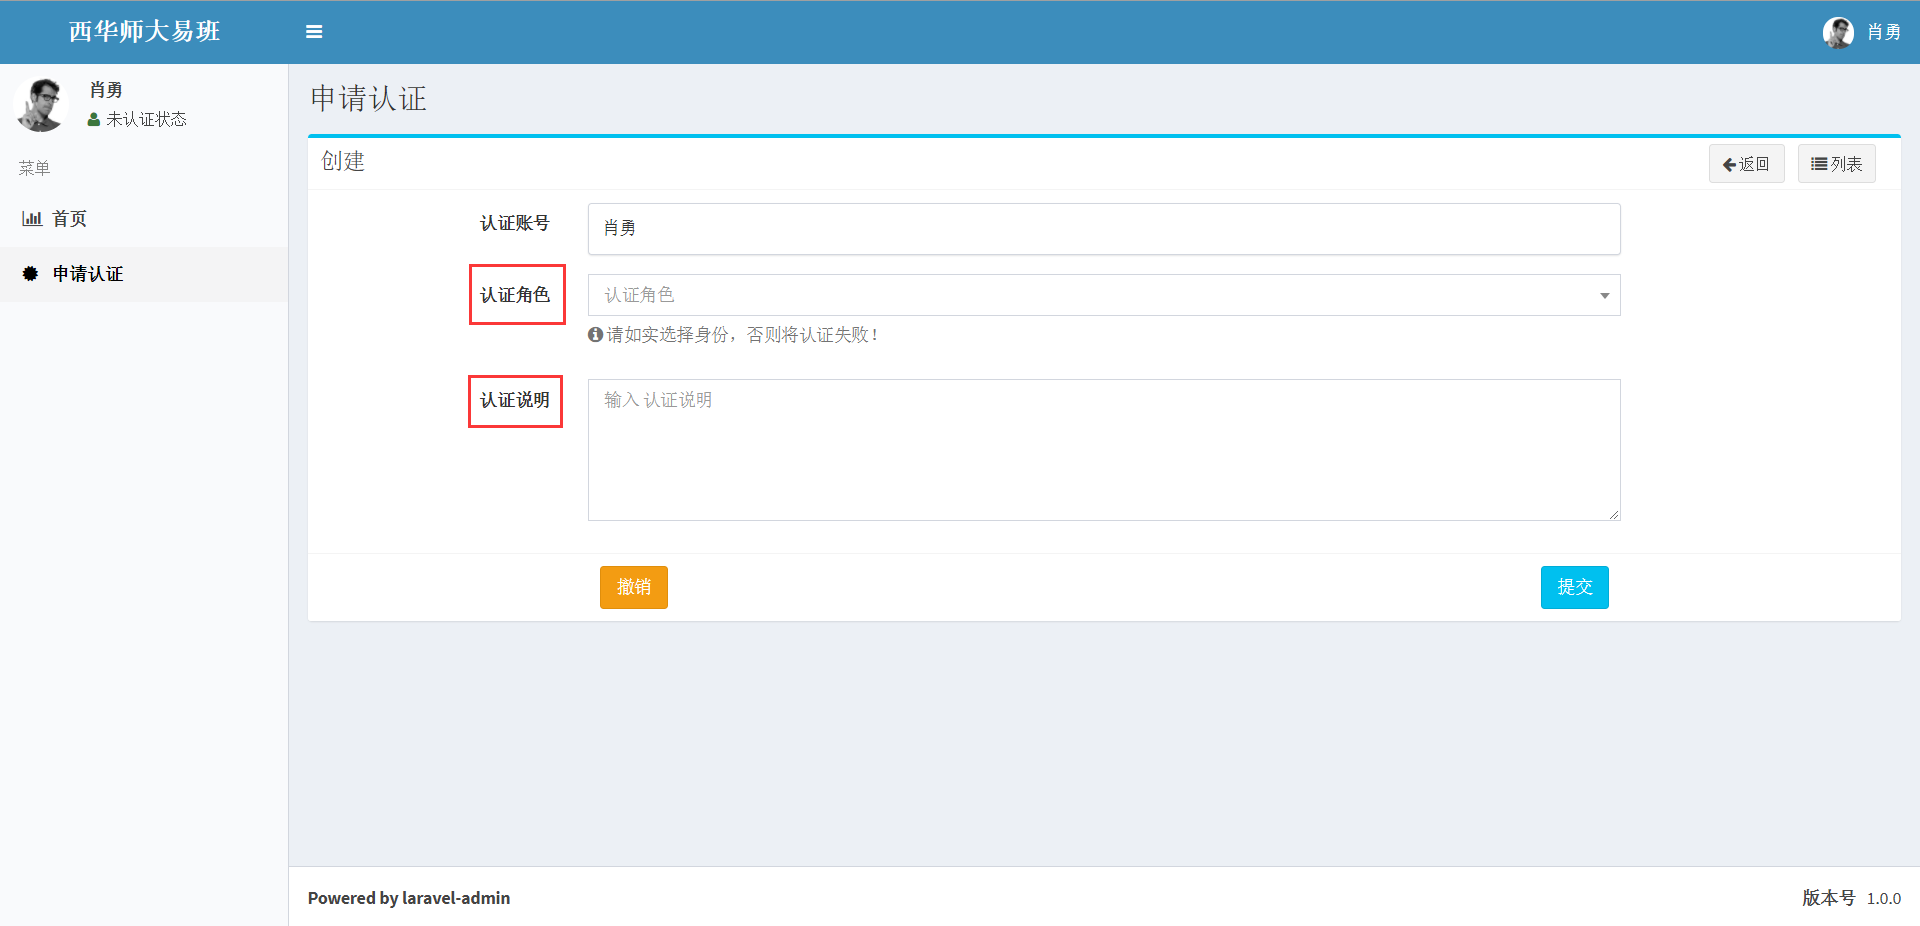 西华师大易班
肖勇
肖勇
未认证状态
菜单
首页
申请认证
申请认证
创建
返回
列表
认证账号
肖勇
认证角色
认证角色
请如实选择身份，否则将认证失败！
认证说明
输入 认证说明
撤销
提交
Powered by laravel-admin
版本号 1.0.0